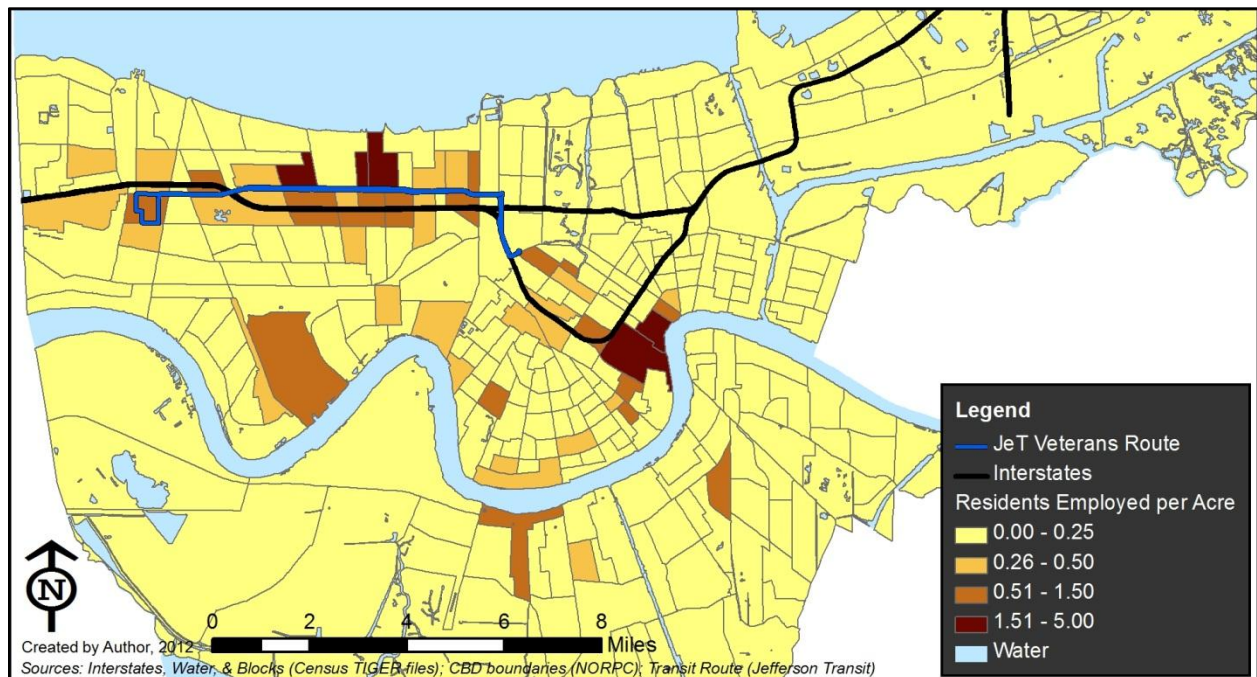 Legend
JeT Veterans Route
Interstates
Residents Employed per Acre
0.00 - 0.25
0.26 - 0.50
0.51 - 1.50
1.51 - 5.00
Water
N
0 2 4 6 8
Miles
Created by Author, 2012
Sources: Interstates, Water, & Blocks (Census TIGER files); CBD boundaries (NORPC); Transit Route (Jefferson Transit)